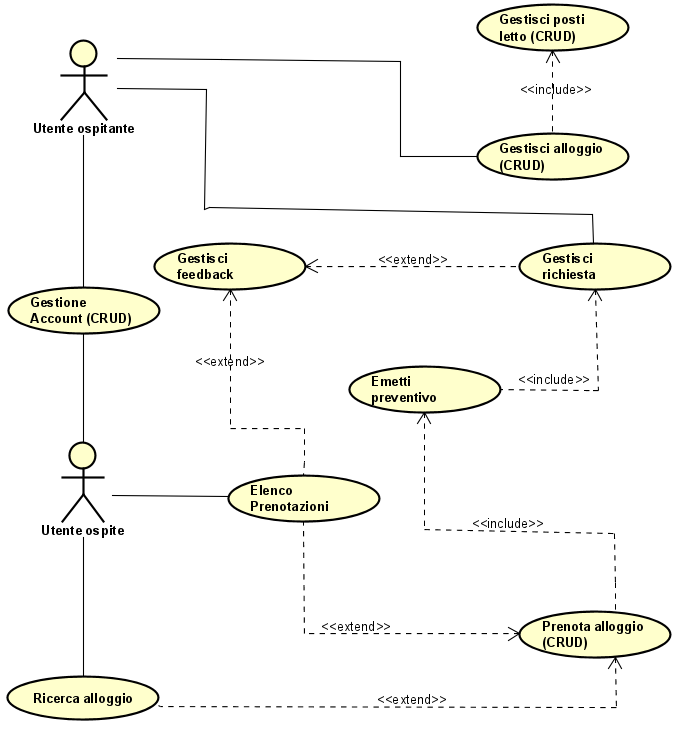 Gestisci posti
letto (CRUD)
<<include>>
Utente ospitante
Gestisci alloggio
(CRUD)
Gestisci
feedback
<<extend>>
Gestisci
richiesta
Gestione
Account (CRUD)
<<extend>>
Emetti
preventivo
<<include>>
Utente ospite
Elenco
Prenotazioni
<<include>>
<<extend>>
Prenota alloggio
(CRUD)
Ricerca alloggio
<<extend>>